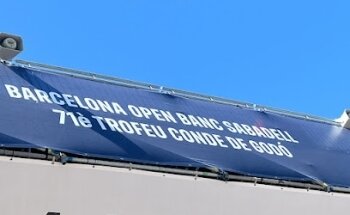 BARCELONA OPEN BANC SABADELL
71è TROFEU CONDE DE GODÓ